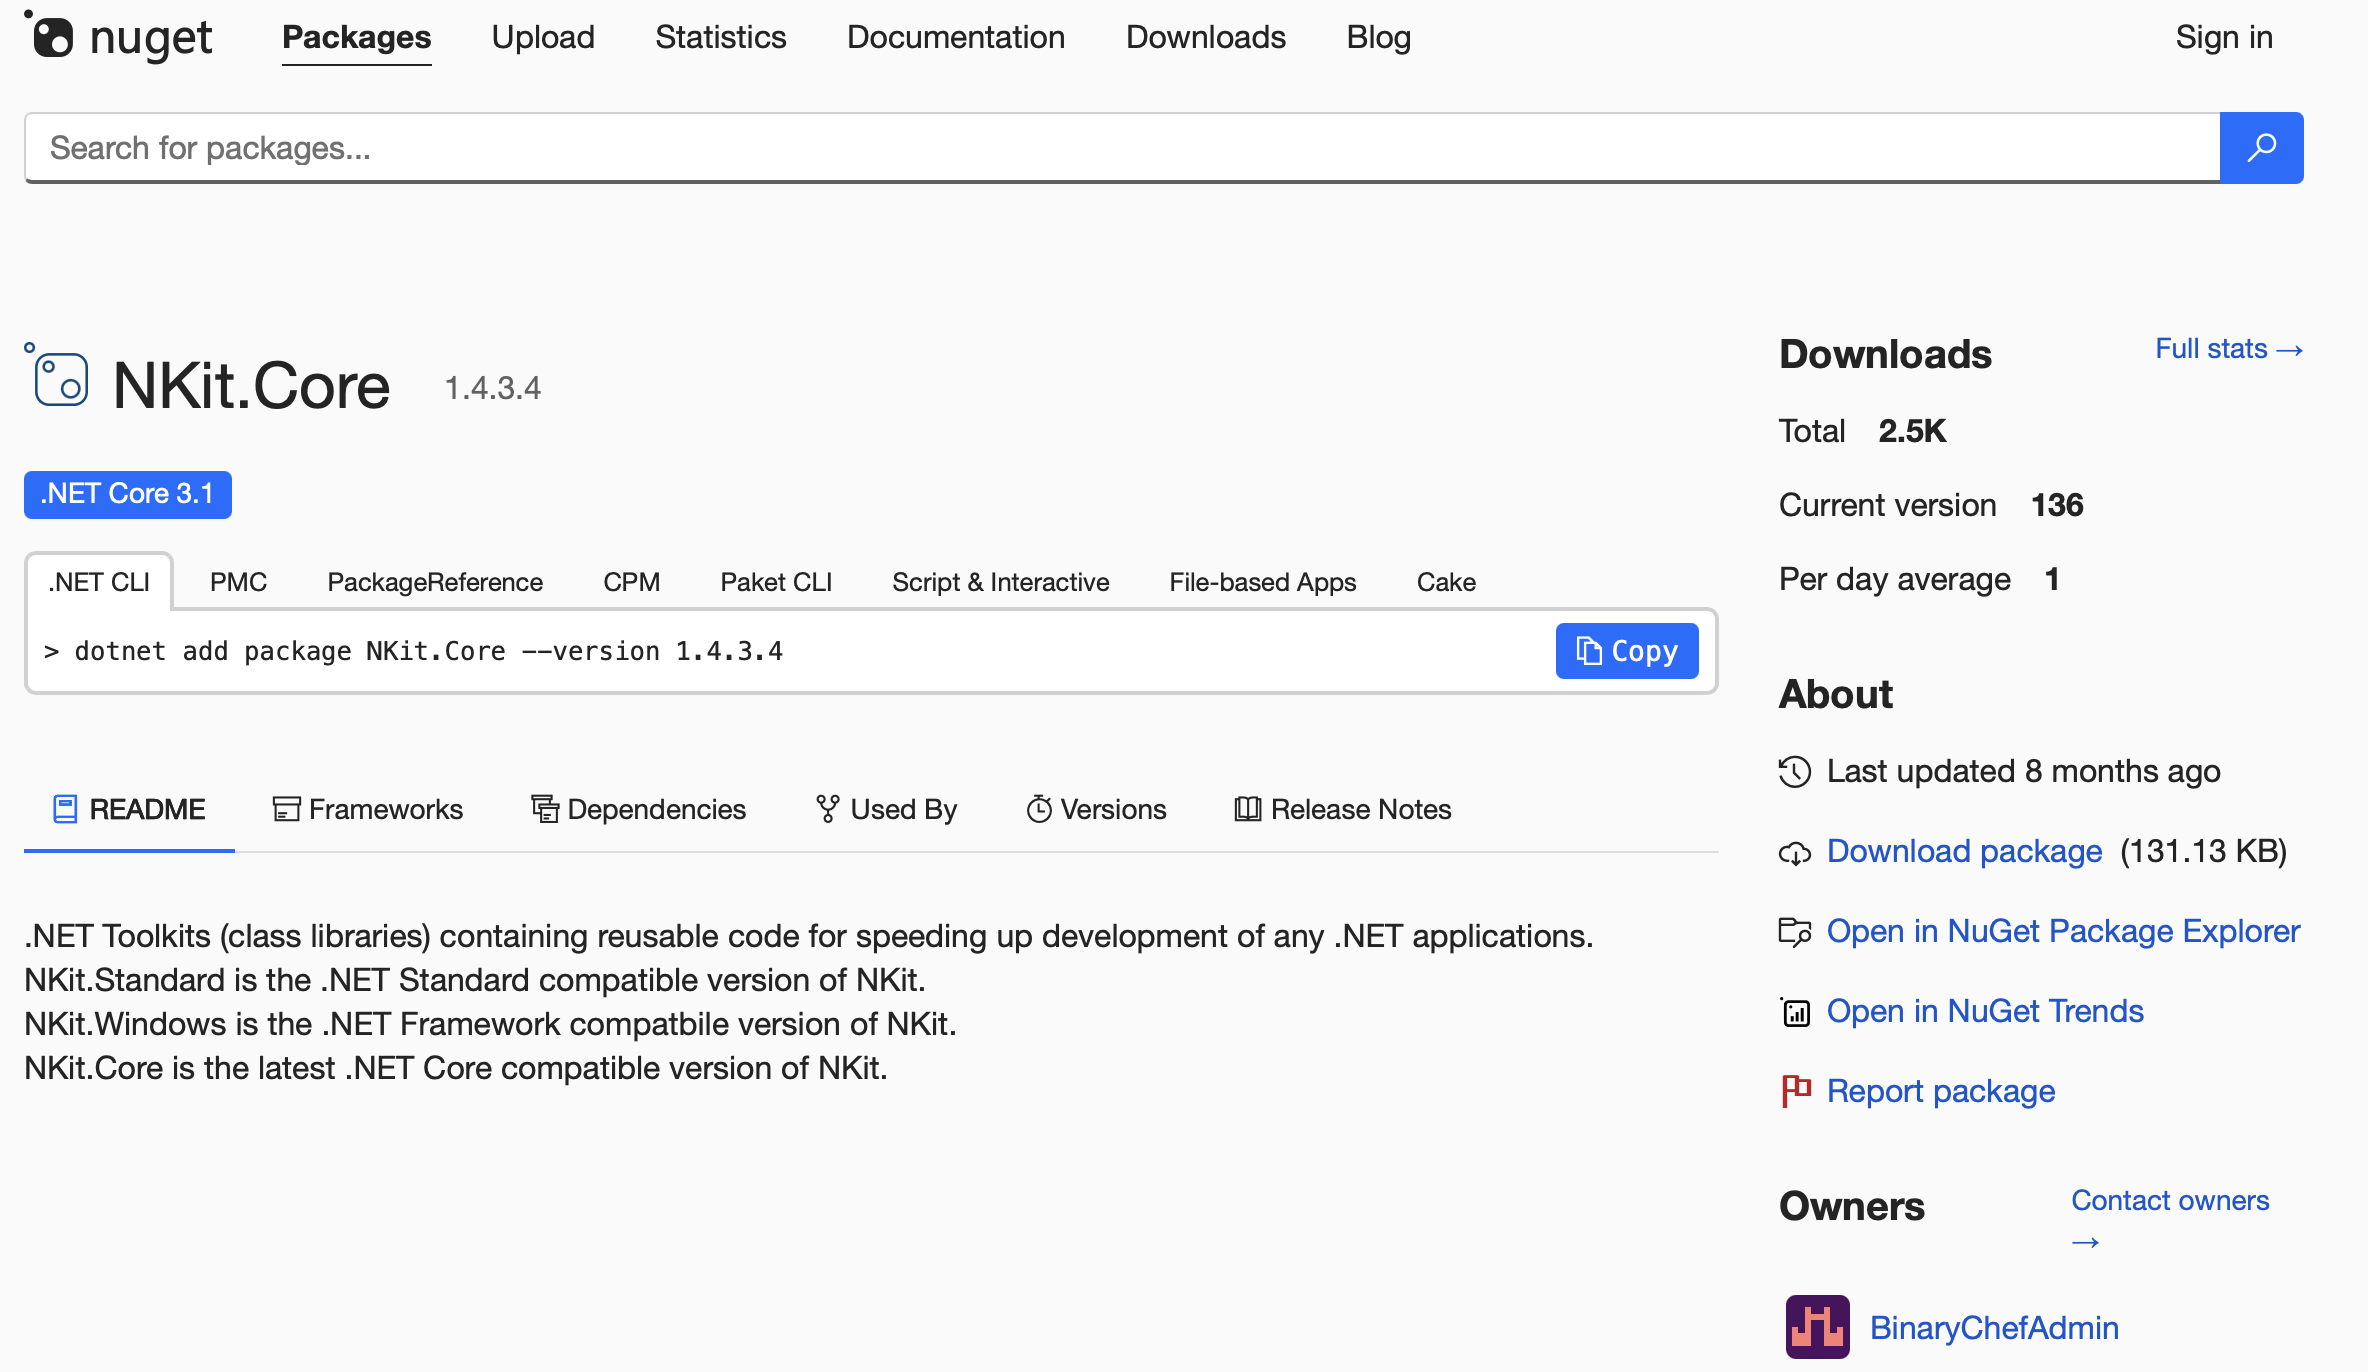 nuget
Packages
Upload
Statistics
Documentation
Downloads
Blog
Sign in
Search for packages...
NKit.Core
1.4.3.4
.NET Core 3.1
.NET CLI
PMC
PackageReference
CPM
Paket CLI
Script & Interactive
File-based Apps
Cake
> dotnet add package NKit.Core --version 1.4.3.4
Copy
README
Frameworks
Dependencies
Used By
Versions
Release Notes
.NET Toolkits (class libraries) containing reusable code for speeding up development of any .NET applications.
NKit.Standard is the .NET Standard compatible version of NKit.
NKit.Windows is the .NET Framework compatbile version of NKit.
NKit.Core is the latest .NET Core compatible version of NKit.
Downloads
Full stats →
Total 2.5K
Current version 136
Per day average 1
About
Last updated 8 months ago
Download package (131.13 KB)
Open in NuGet Package Explorer
Open in NuGet Trends
Report package
Owners
Contact owners
→
BinaryChefAdmin